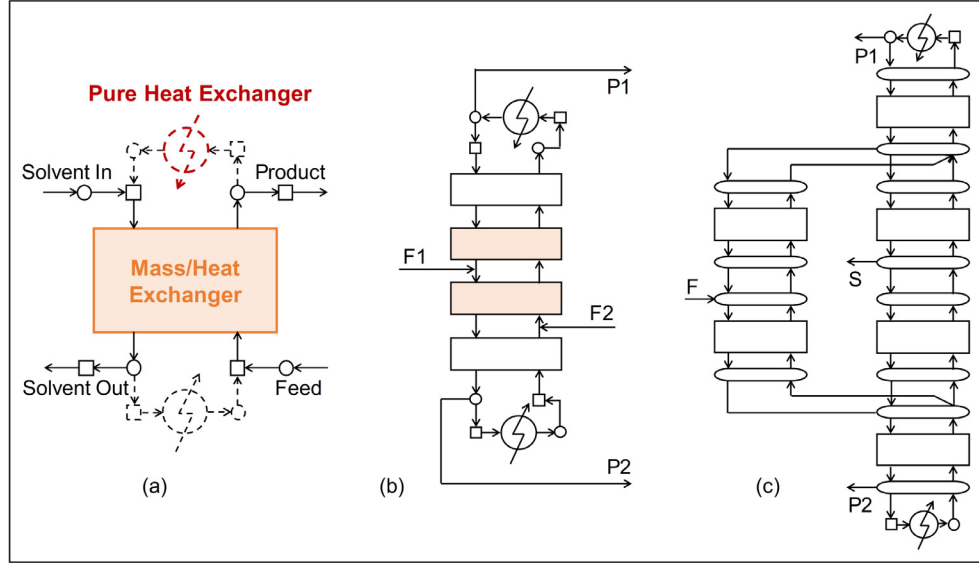 Pure Heat Exchanger
Solvent In
Product
Mass/Heat
Exchanger
Solvent Out
Feed
(a)
P1
F1
F2
P2
(b)
P1
F
S
P2
(c)